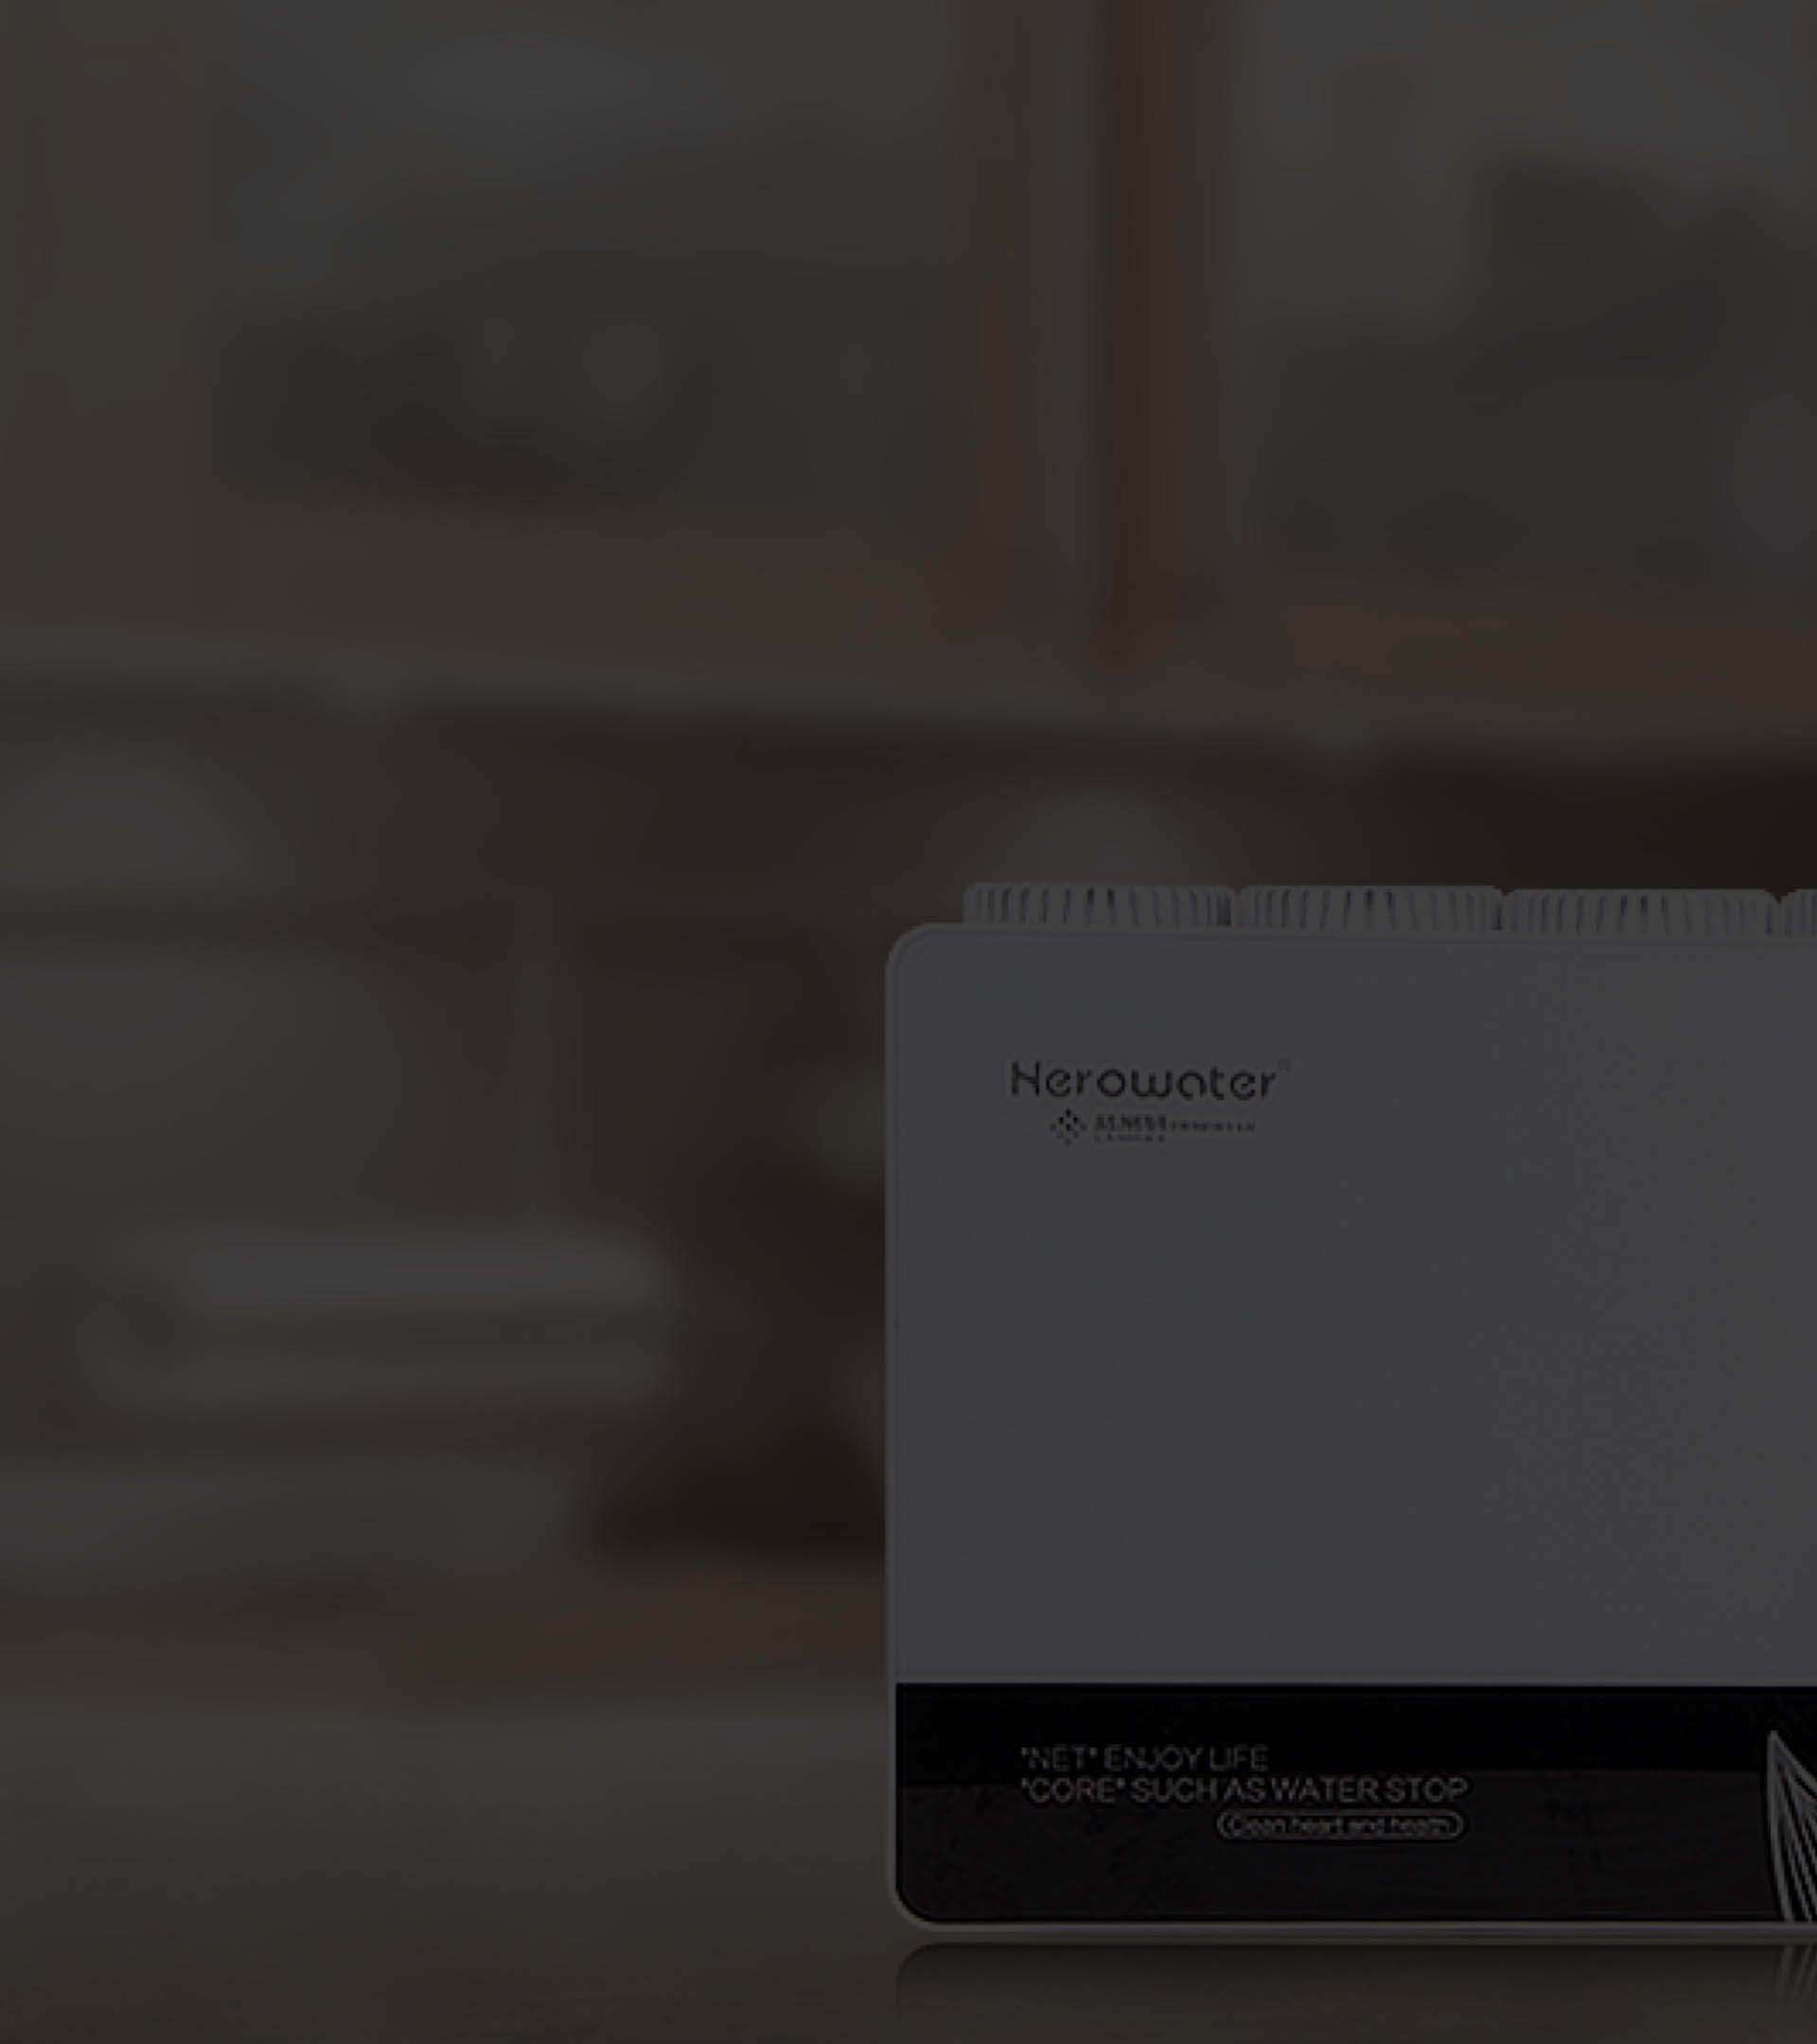 Herowater
"NET" ENJOY LIFE
"CORE" SUCH AS WATER STOP
Clean heart and health